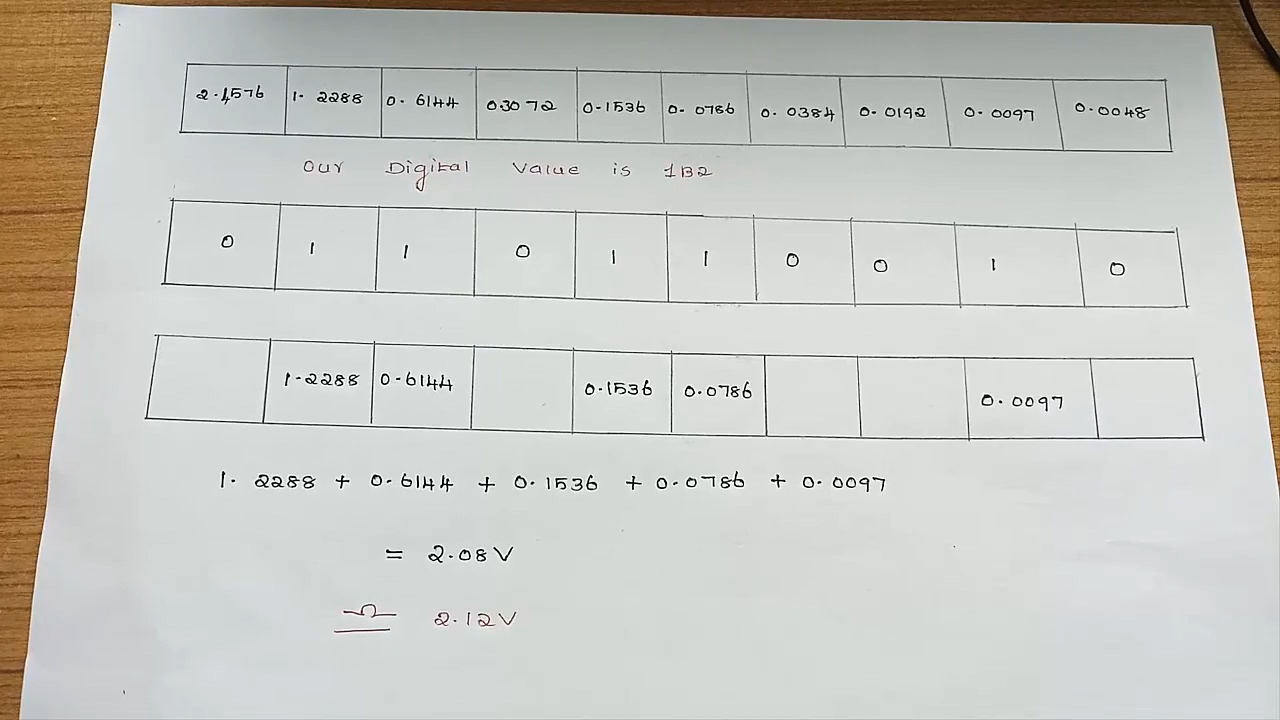 2.4576 1.2288 0.6144 0.3072 0.1536 0.0786 0.0384 0.0192 0.0097 0.0048
Our Digital Value is 1B2
0 1 1 0 1 1 0 0 1 0
1.2288 0.6144 0.1536 0.0786 0.0097
1.2288 + 0.6144 + 0.1536 + 0.0786 + 0.0097
= 2.08V
≏ 2.12V